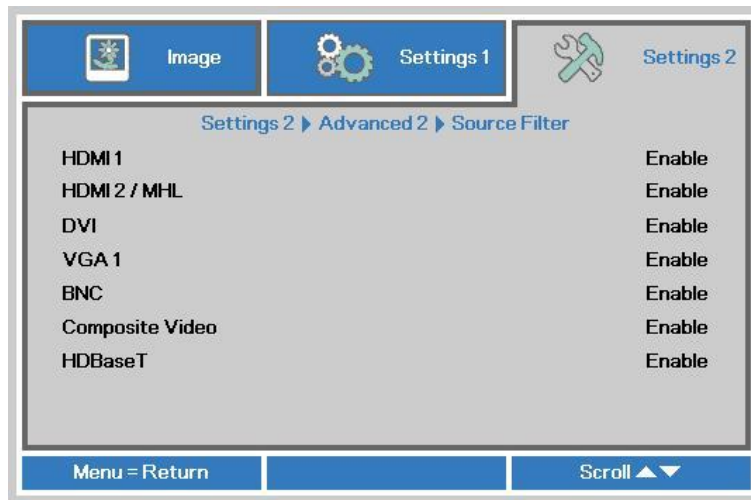 Image
Settings 1
Settings 2
Settings 2 ▶ Advanced 2 ▶ Source Filter
HDMI 1 Enable
HDMI 2 / MHL Enable
DVI Enable
VGA 1 Enable
BNC Enable
Composite Video Enable
HDBaseT Enable
Menu = Return
Scroll ▲▼